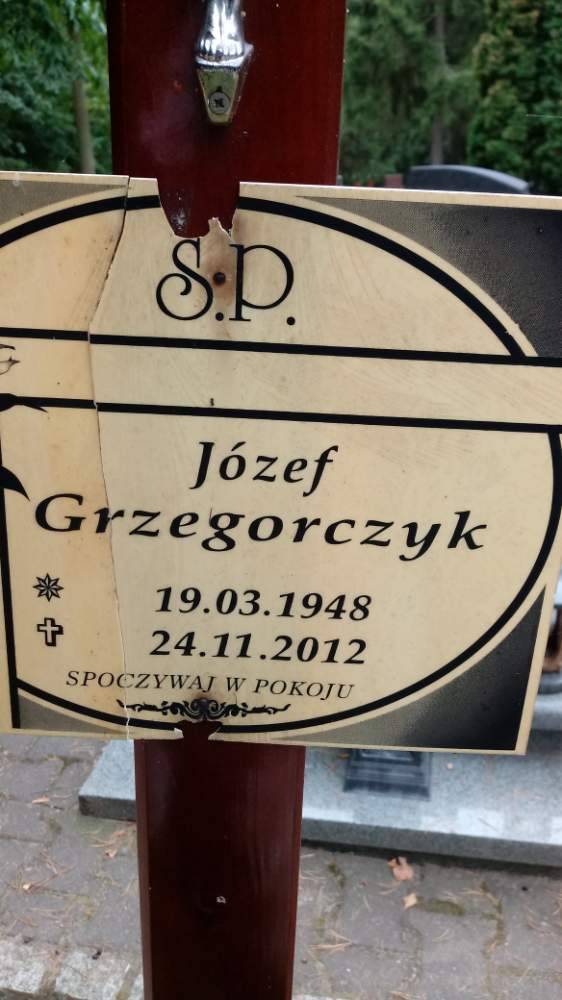 S.P.
Józef
Grzegorczyk
19.03.1948
24.11.2012
SPOCZYWAJ W POKOJU